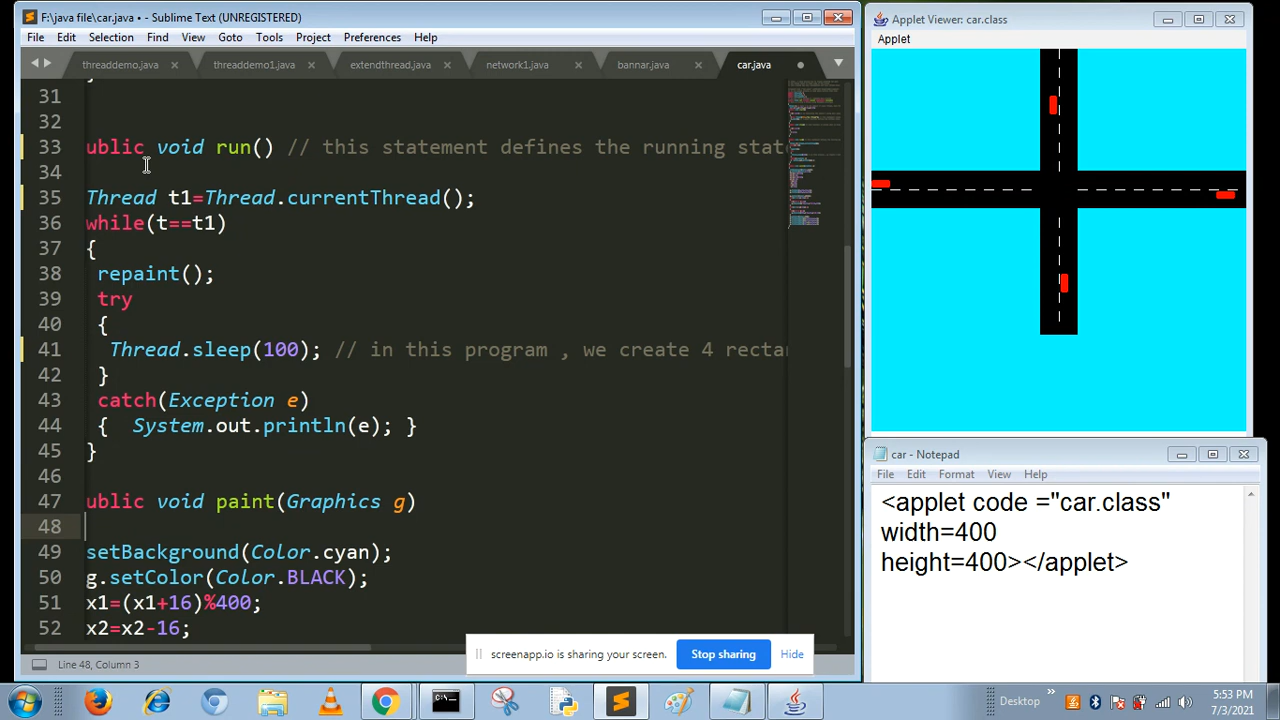 F:\java file\car.java • - Sublime Text (UNREGISTERED)
File Edit Selection Find View Goto Tools Project Preferences Help
threaddemo.java threaddemo1.java extendthread.java network1.java bannar.java car.java
31
32
33 ublic void run() // this statement defines the running stat
34
35 Thread t1=Thread.currentThread();
36 while(t==t1)
37 {
38 repaint();
39 try
40 {
41 Thread.sleep(100); // in this program , we create 4 rectan
42 }
43 catch(Exception e)
44 { System.out.println(e); }
45 }
46
47 ublic void paint(Graphics g)
48
49 setBackground(Color.cyan);
50 g.setColor(Color.BLACK);
51 x1=(x1+16)%400;
52 x2=x2-16;
Line 48, Column 3
screenapp.io is sharing your screen. Stop sharing Hide
Applet Viewer: car.class
Applet
car - Notepad
File Edit Format View Help
<applet code ="car.class"
width=400
height=400></applet>
Desktop
5:53 PM
7/3/2021